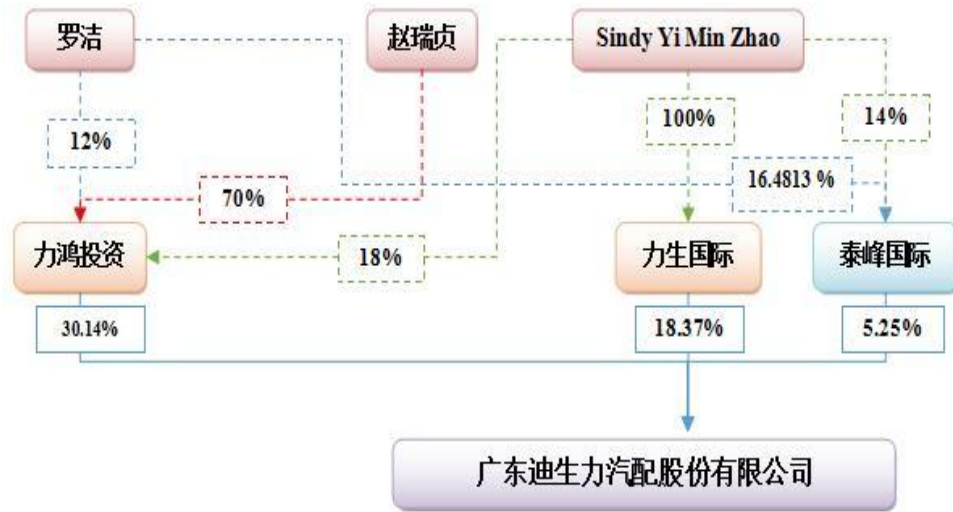 罗洁
赵瑞贞
Sindy Yi Min Zhao
12%
100%
14%
70%
16.4813 %
力鸿投资
18%
力生国际
泰峰国际
30.14%
18.37%
5.25%
广东迪生力汽配股份有限公司